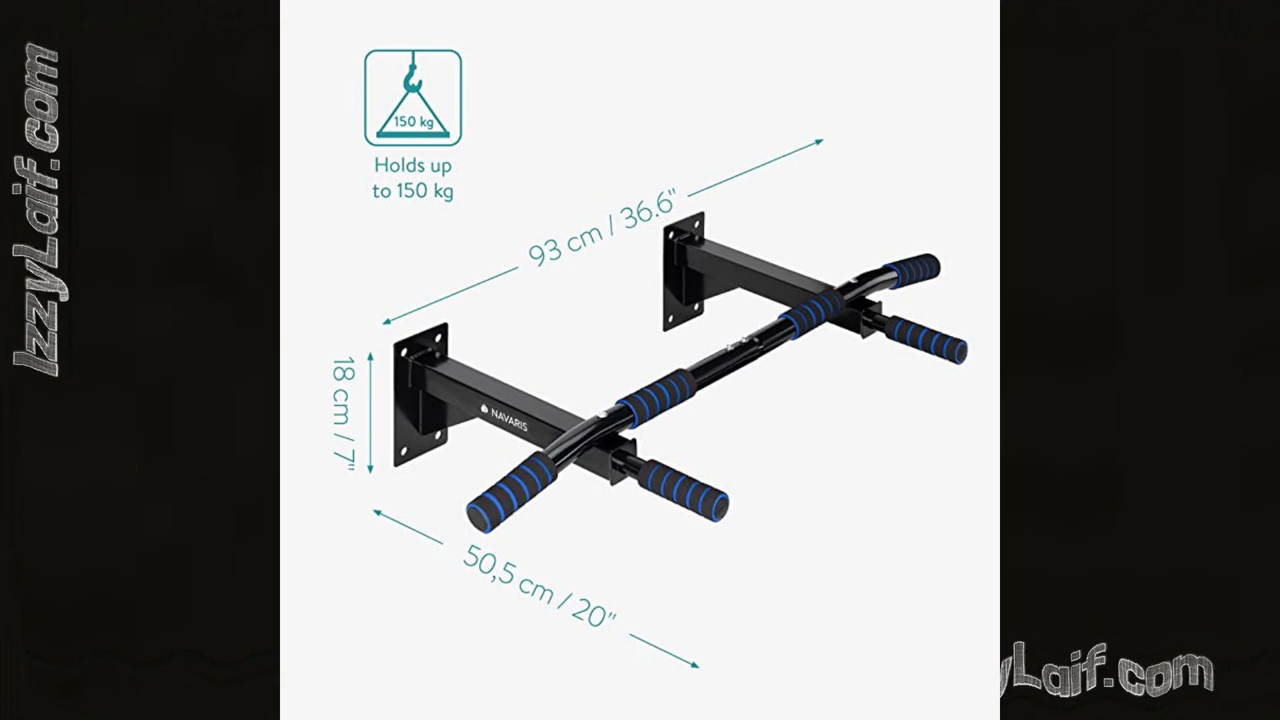 IzzyLaif.com
150 kg
Holds up
to 150 kg
93 cm / 36.6"
18 cm / 7"
NAVARIS
50,5 cm / 20"
yLaif.com